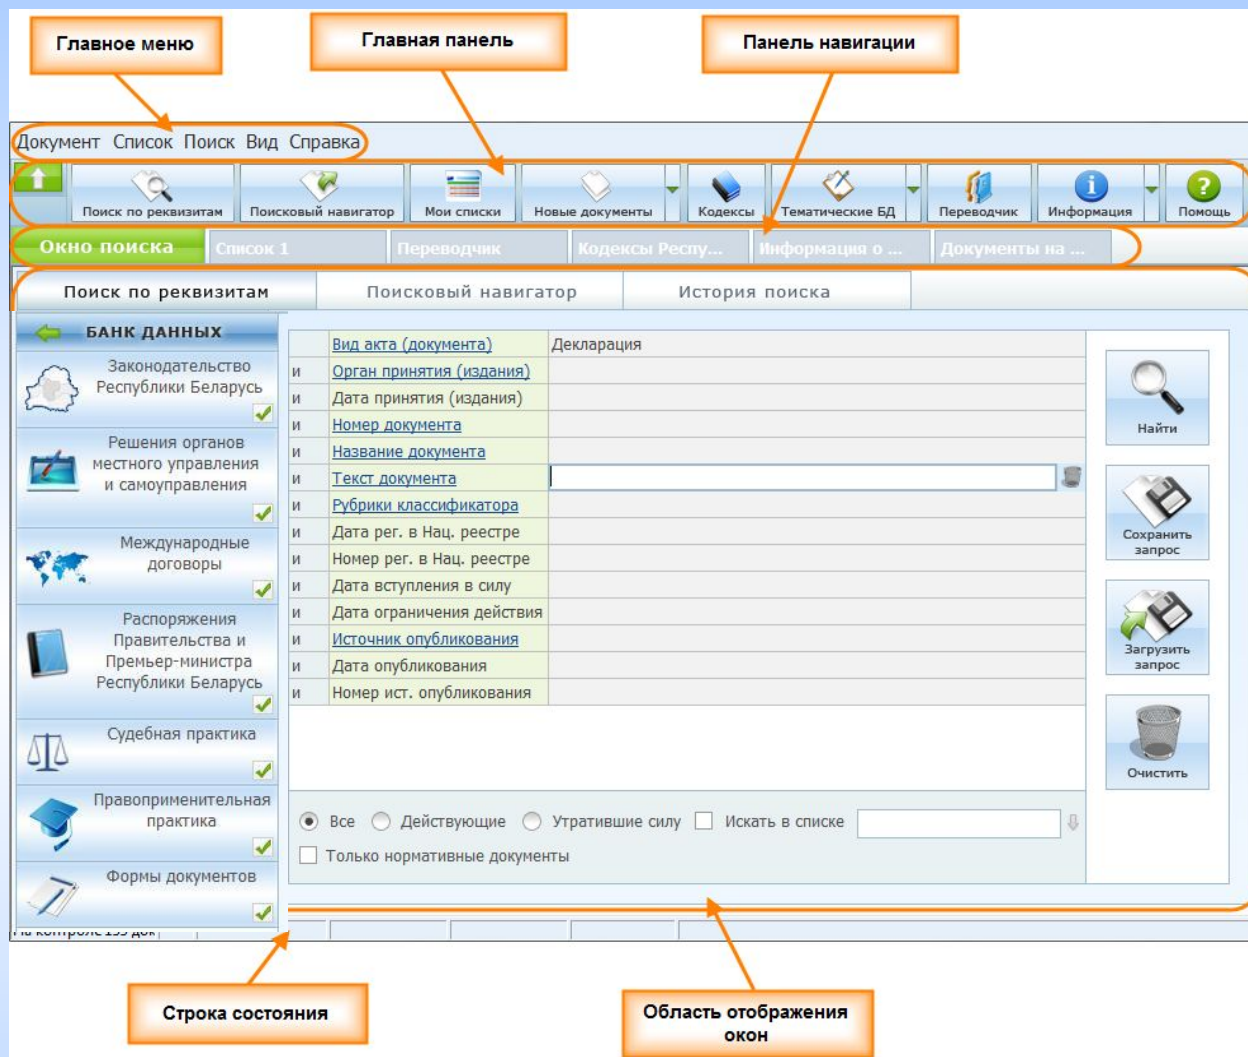 Главное меню
Главная панель
Панель навигации
Документ Список Поиск Вид Справка
Поиск по реквизитам Поисковый навигатор Мои списки Новые документы Кодексы Тематические БД Переводчик Информация Помощь
Окно поиска Список 1 Переводчик Кодексы Респу... Информация о ... Документы на ...
Поиск по реквизитам Поисковый навигатор История поиска
БАНК ДАННЫХ
Законодательство
Республики Беларусь
Решения органов
местного управления
и самоуправления
Международные
договоры
Распоряжения
Правительства и
Премьер-министра
Республики Беларусь
Судебная практика
Правоприменительная
практика
Формы документов
Вид акта (документа) Декларация
и Орган принятия (издания)
и Дата принятия (издания)
и Номер документа
и Название документа
и Текст документа
и Рубрики классификатора
и Дата рег. в Нац. реестре
и Номер рег. в Нац. реестре
и Дата вступления в силу
и Дата ограничения действия
и Источник опубликования
и Дата опубликования
и Номер ист. опубликования
Все Действующие Утратившие силу Искать в списке
Только нормативные документы
Найти
Сохранить
запрос
Загрузить
запрос
Очистить
Строка состояния
Область отображения
окон